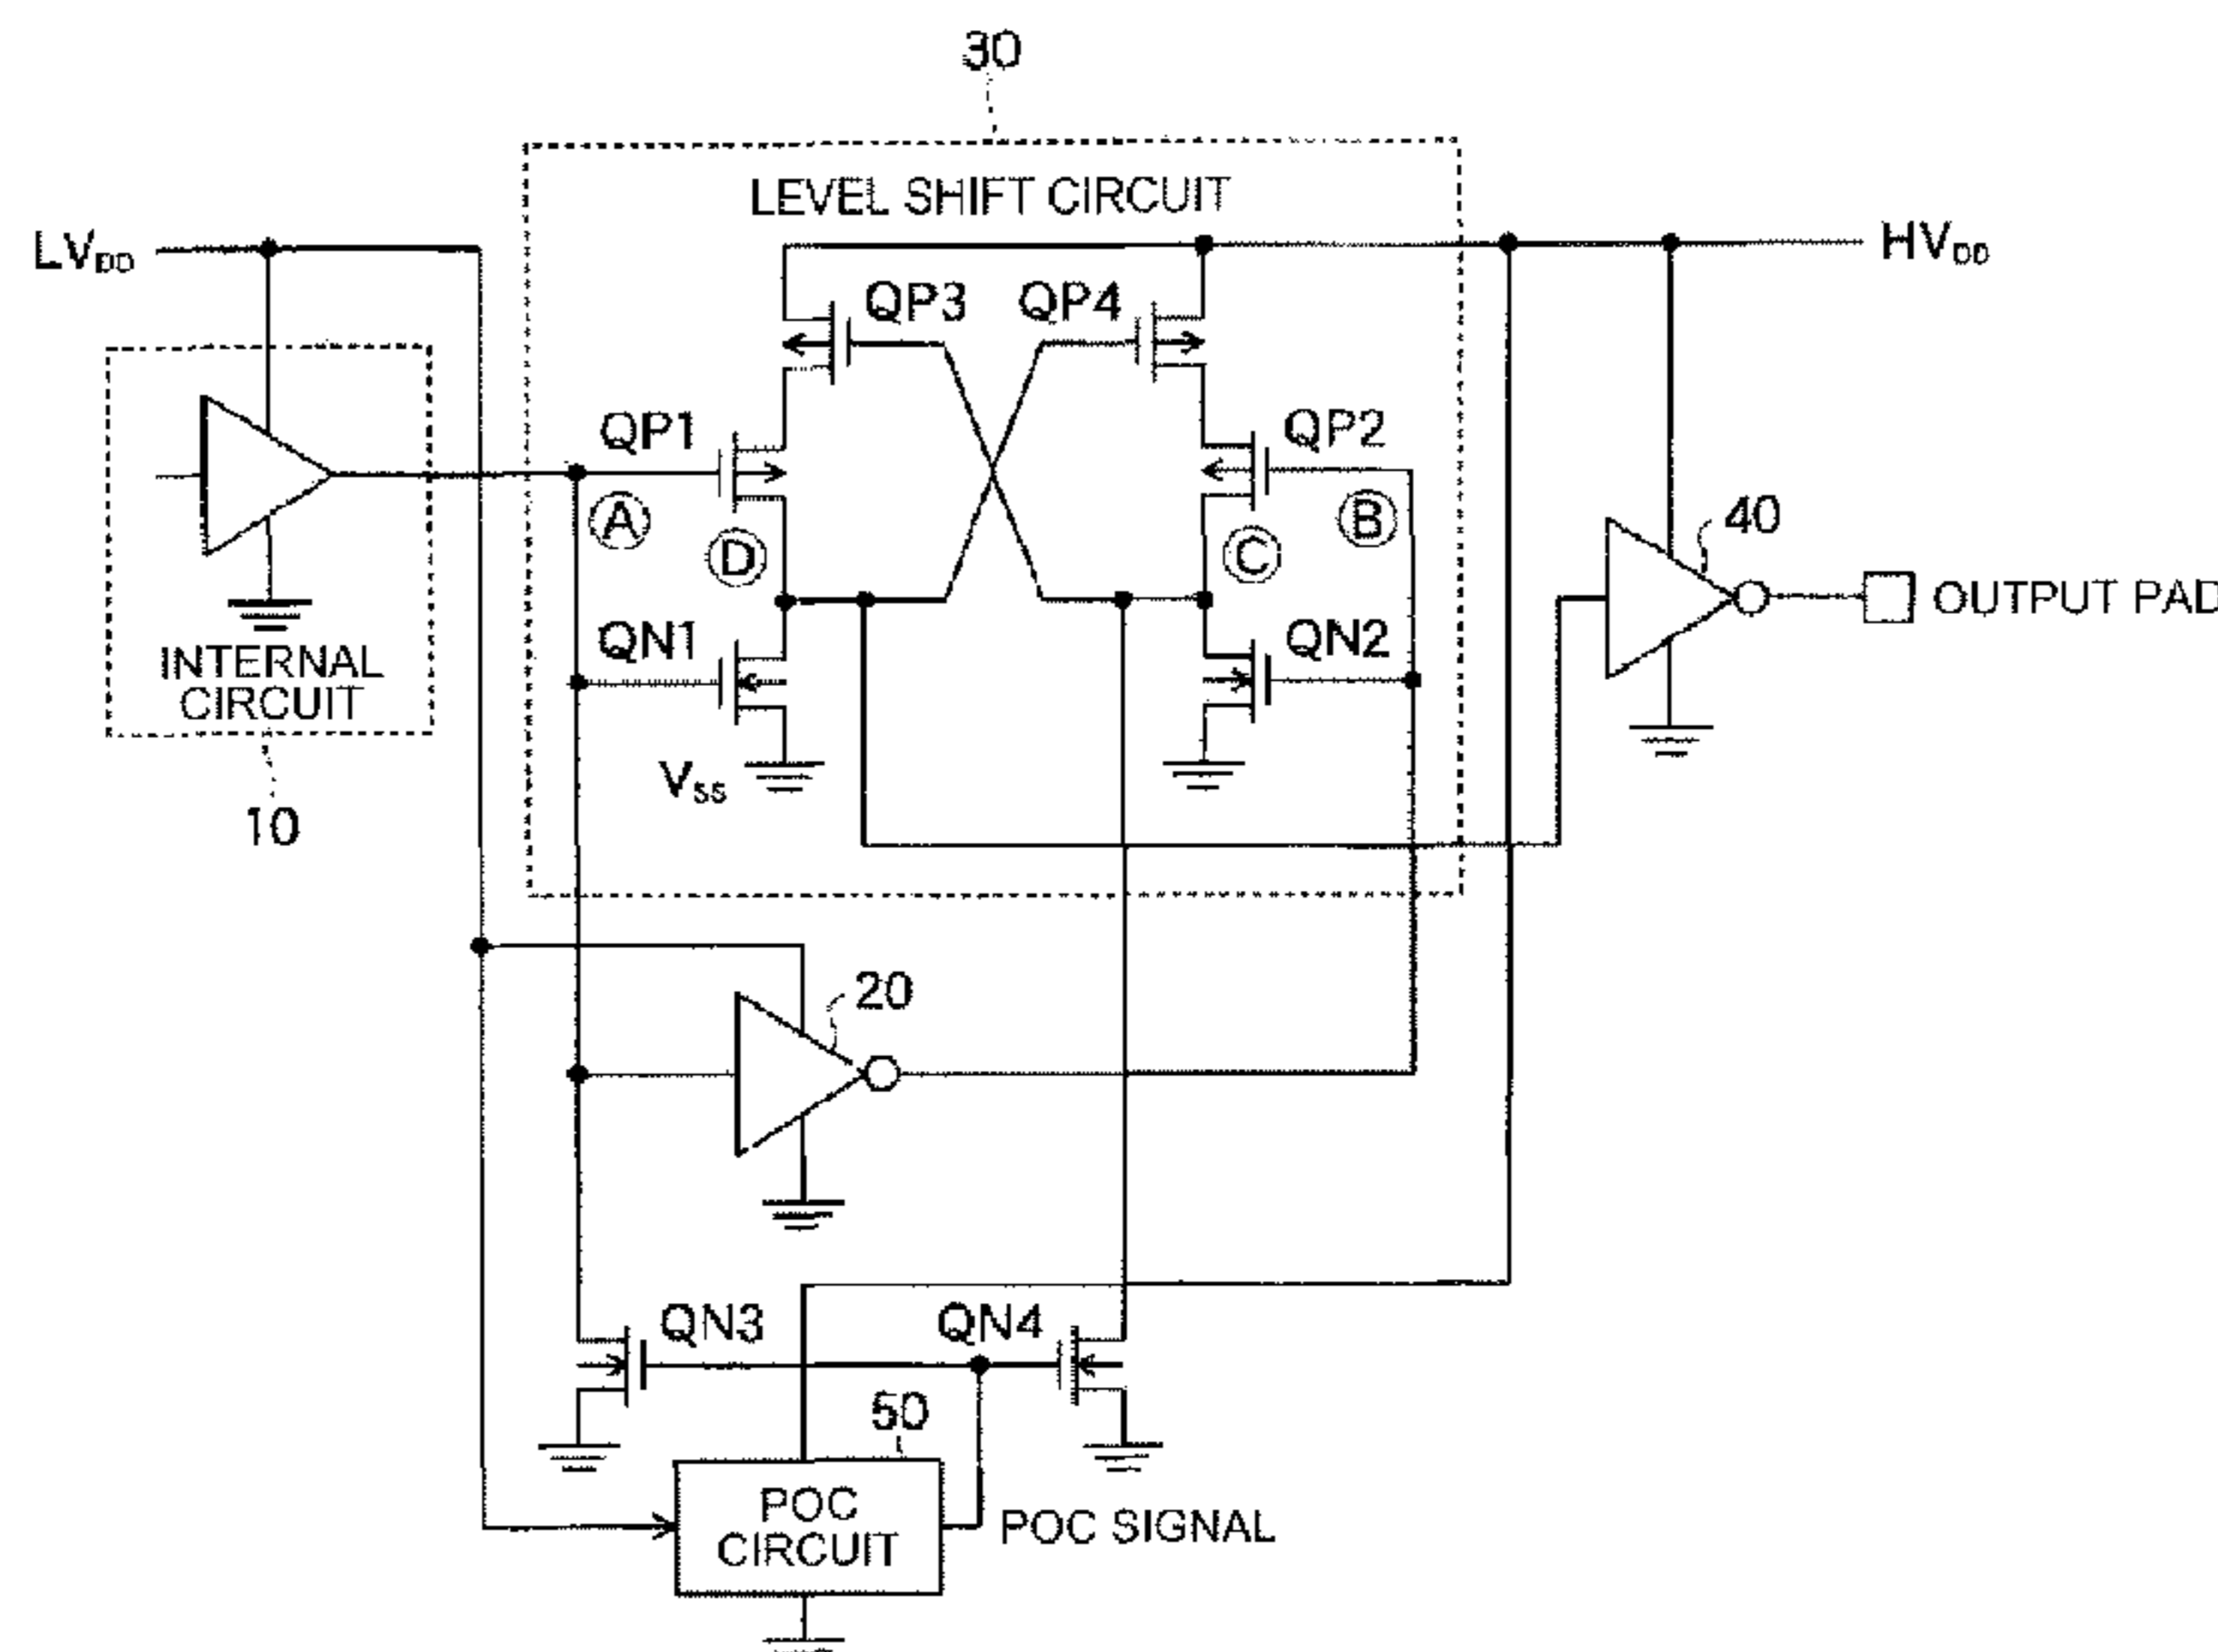 30
LEVEL SHIFT CIRCUIT
LVDD
HVDD
QP3
QP4
QP1
QP2
A
B
40
D
C
OUTPUT PAD
QN1
QN2
INTERNAL
CIRCUIT
VSS
10
20
QN3
QN4
50
POC
CIRCUIT
POC SIGNAL